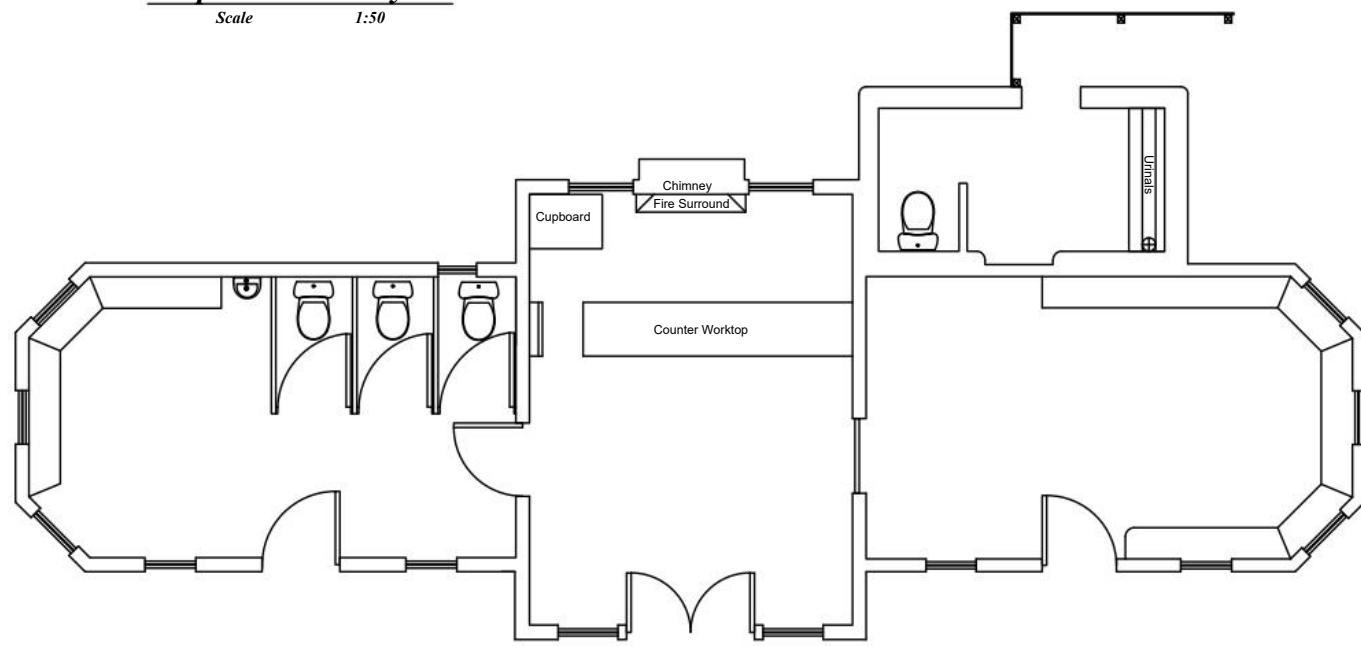 Scale 1:50
Chimney
Fire Surround
Cupboard
Urinals
Counter Worktop